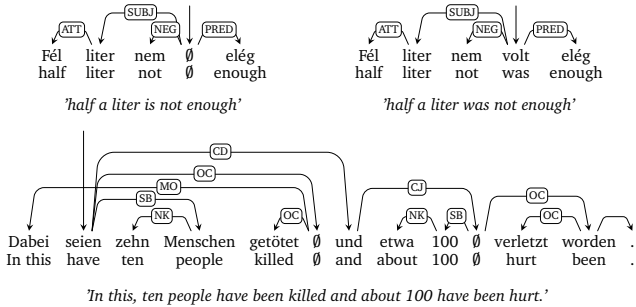 SUBJ SUBJ
ATT NEG PRED ATT NEG PRED
Fél liter nem ∅ elég Fél liter nem volt elég
half liter not ∅ enough half liter not was enough
'half a liter is not enough' 'half a liter was not enough'
CD
OC
MO CJ
SB OC
NK OC NK SB OC
Dabei seien zehn Menschen getötet ∅ und etwa 100 ∅ verletzt worden .
In this have ten people killed ∅ and about 100 ∅ hurt been .
'In this, ten people have been killed and about 100 have been hurt.'